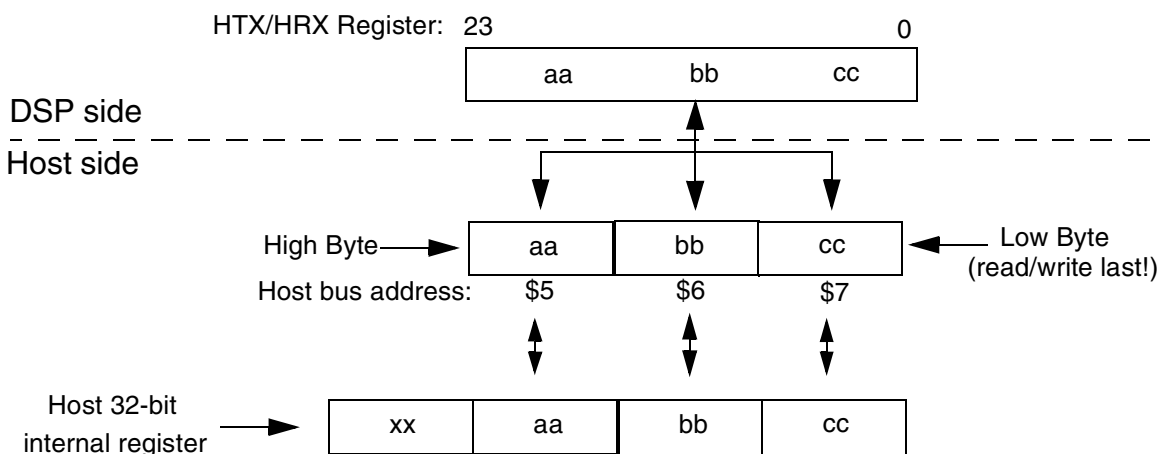 HTX/HRX Register: 23 0
aa bb cc
DSP side
Host side
High Byte aa bb cc Low Byte
(read/write last!)
Host bus address: $5 $6 $7
Host 32-bit
internal register
xx aa bb cc